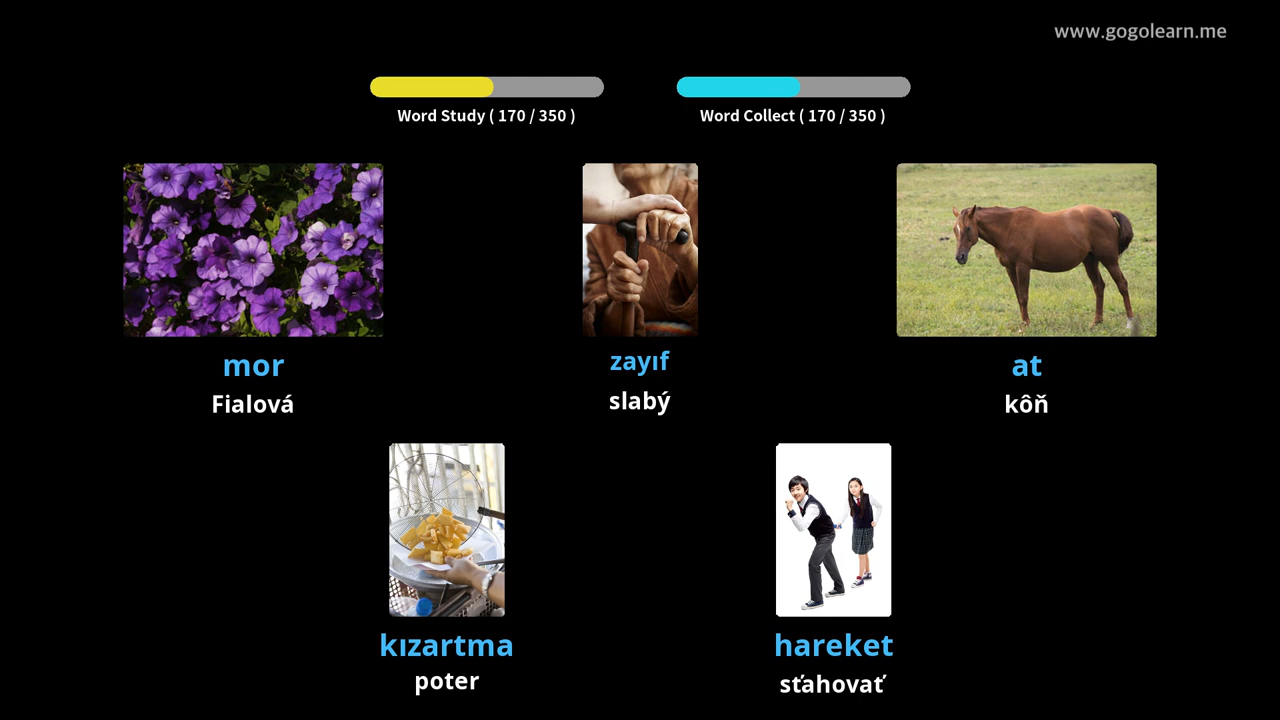 www.gogolearn.me
Word Study ( 170 / 350 )
Word Collect ( 170 / 350 )
mor
Fialová
zayıf
slabý
at
kôň
kızartma
poter
hareket
sťahovať